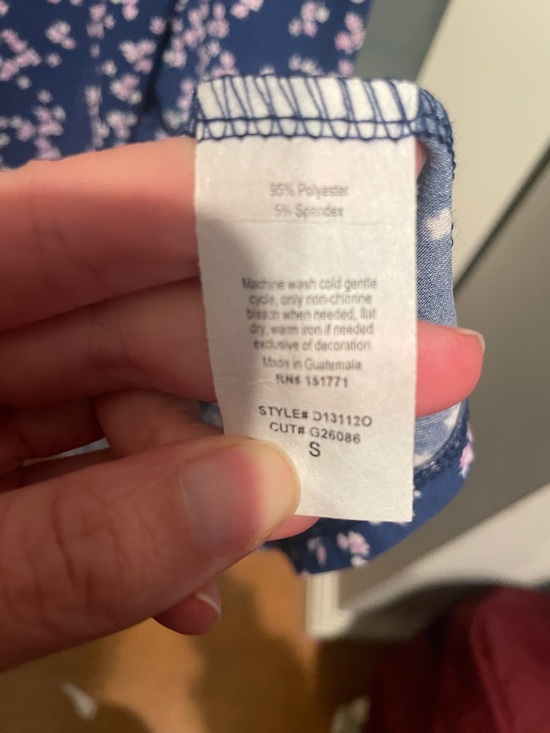 95% Polyester
5% Spandex
Machine wash cold gentle
cycle, only non-chlorine
bleach when needed, flat
dry, warm iron if needed
exclusive of decoration
Made in Guatemala
RN# 151771
STYLE# D13112O
CUT# G26086
S